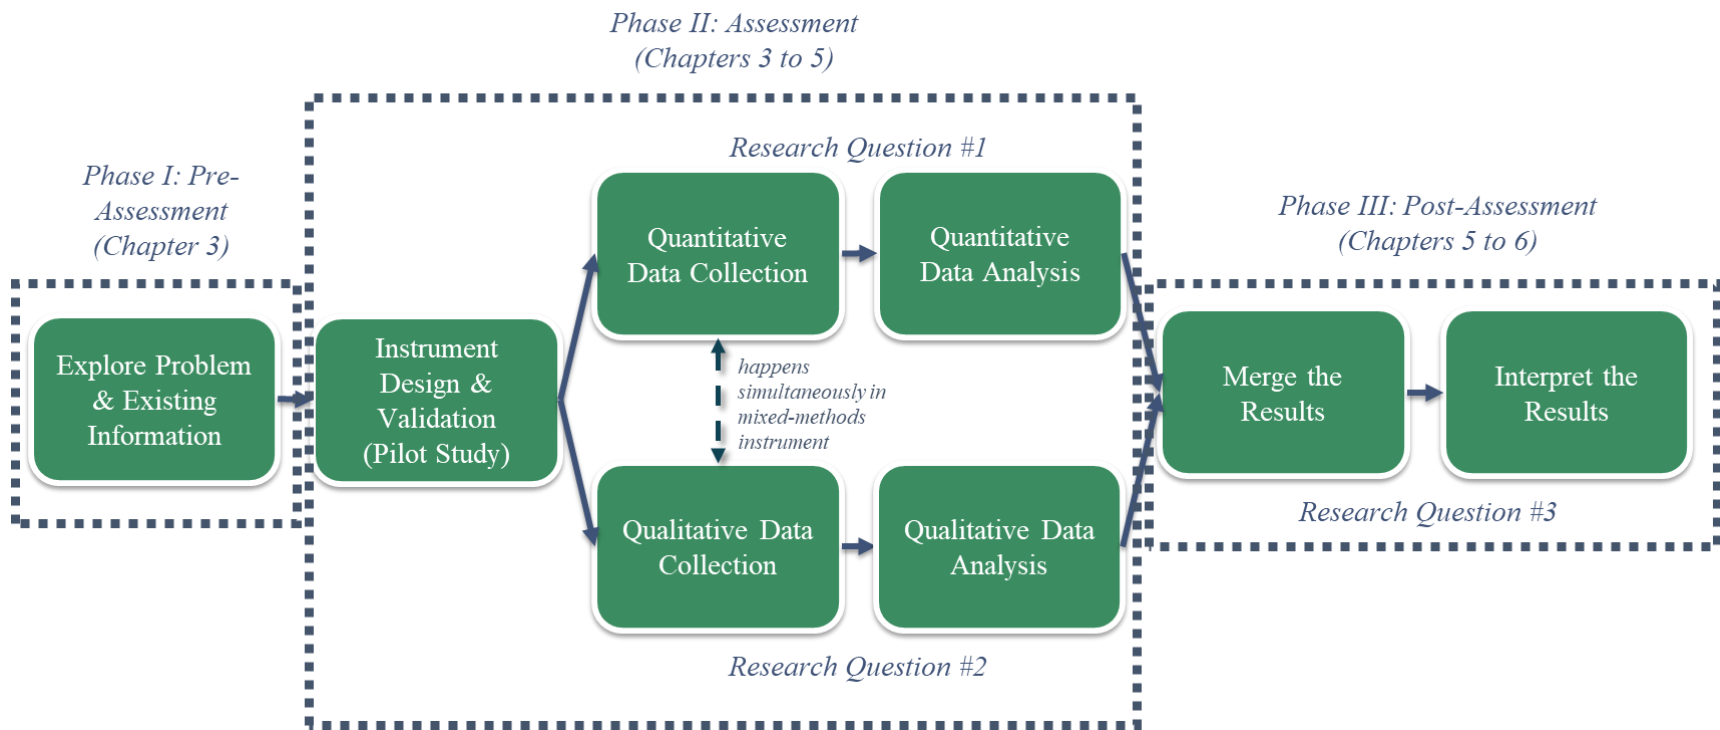 Phase II: Assessment
(Chapters 3 to 5)
Phase I: Pre-
Assessment
(Chapter 3)
Research Question #1
Phase III: Post-Assessment
(Chapters 5 to 6)
Explore Problem
& Existing
Information
Instrument
Design &
Validation
(Pilot Study)
Quantitative
Data Collection
Quantitative
Data Analysis
happens
simultaneously in
mixed-methods
instrument
Qualitative Data
Collection
Qualitative Data
Analysis
Research Question #2
Merge the
Results
Interpret the
Results
Research Question #3